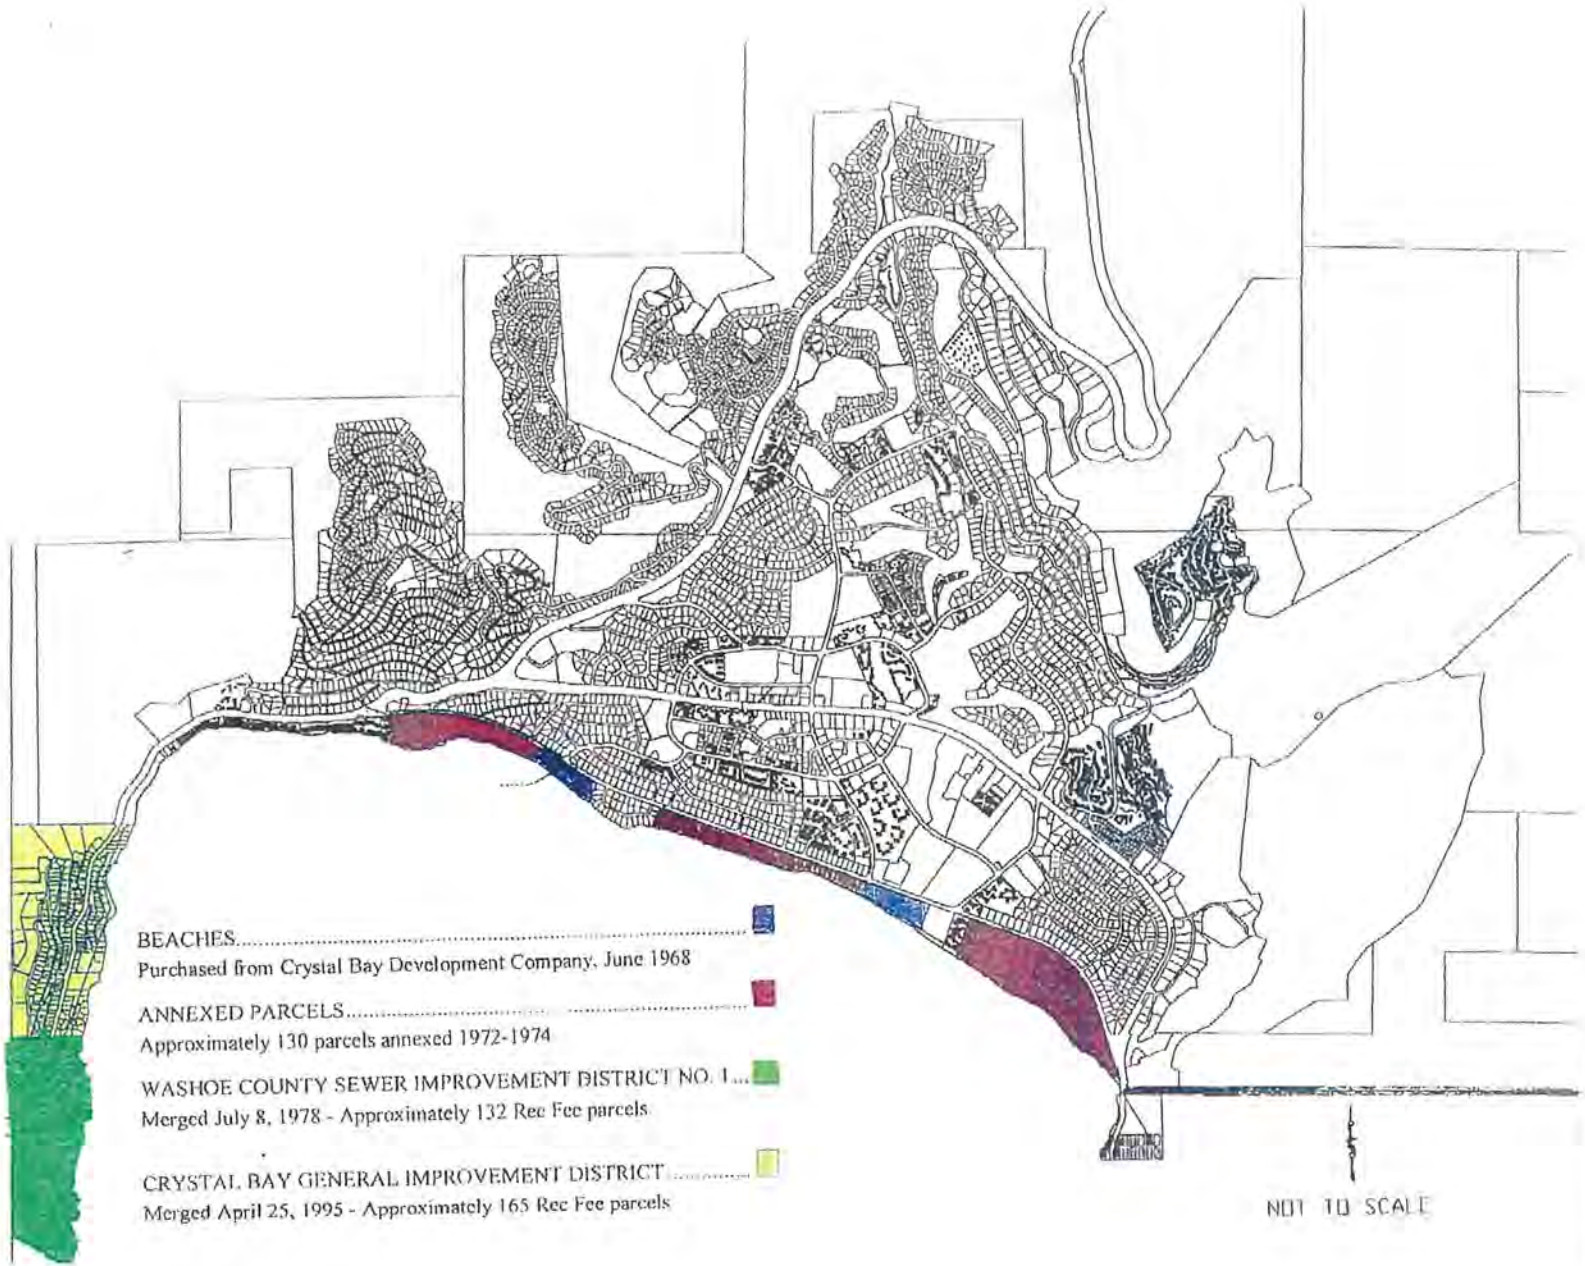 BEACHES
Purchased from Crystal Bay Development Company, June 1968
ANNEXED PARCELS
Approximately 130 parcels annexed 1972-1974
WASHOE COUNTY SEWER IMPROVEMENT DISTRICT NO. 1
Merged July 8, 1978 - Approximately 132 Rec Fee parcels
CRYSTAL BAY GENERAL IMPROVEMENT DISTRICT
Merged April 25, 1995 - Approximately 165 Rec Fee parcels
NOT TO SCALE